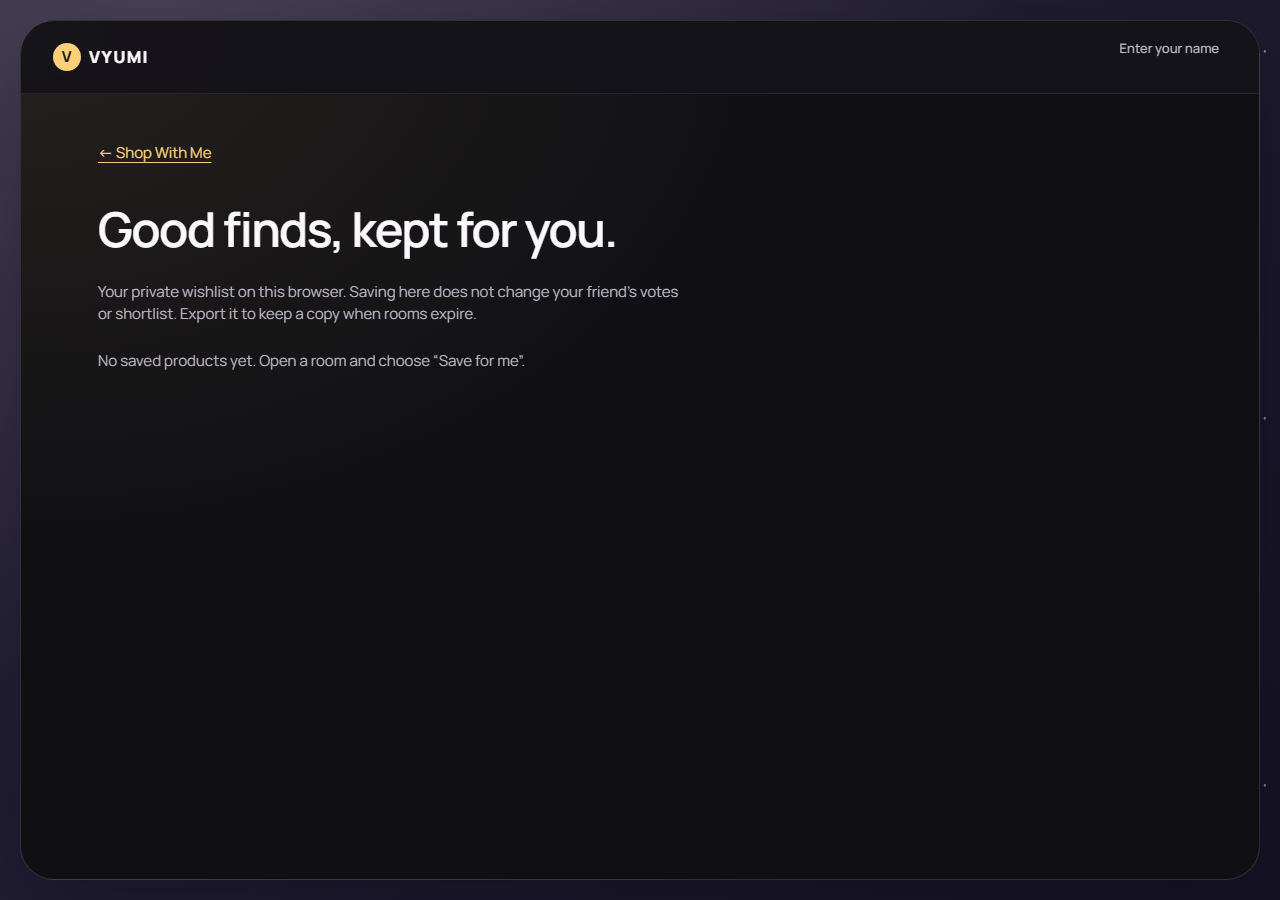 V VYUMI
Enter your name
← Shop With Me
Good finds, kept for you.
Your private wishlist on this browser. Saving here does not change your friend’s votes
or shortlist. Export it to keep a copy when rooms expire.
No saved products yet. Open a room and choose “Save for me”.